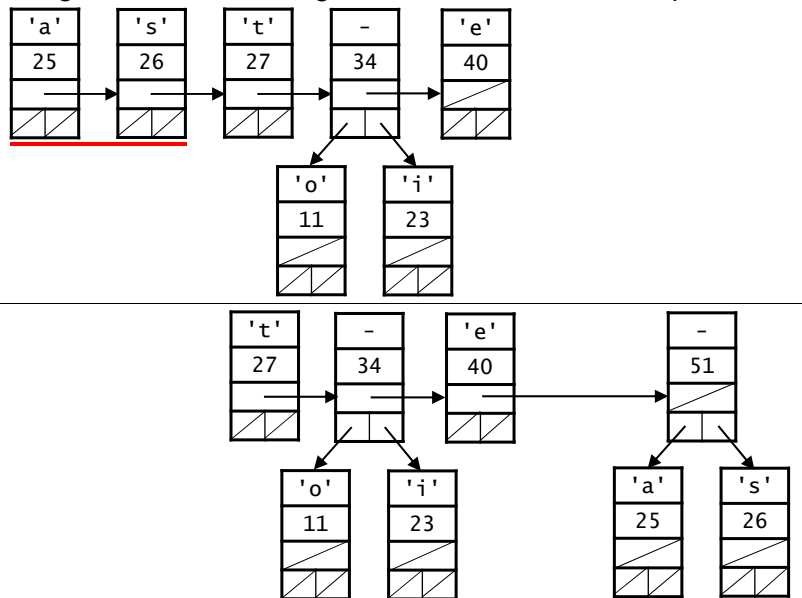 'a' 's' 't' - 'e'
25 26 27 34 40
'o' 'i'
11 23
't' - 'e' -
27 34 40 51
'o' 'i' 'a' 's'
11 23 25 26